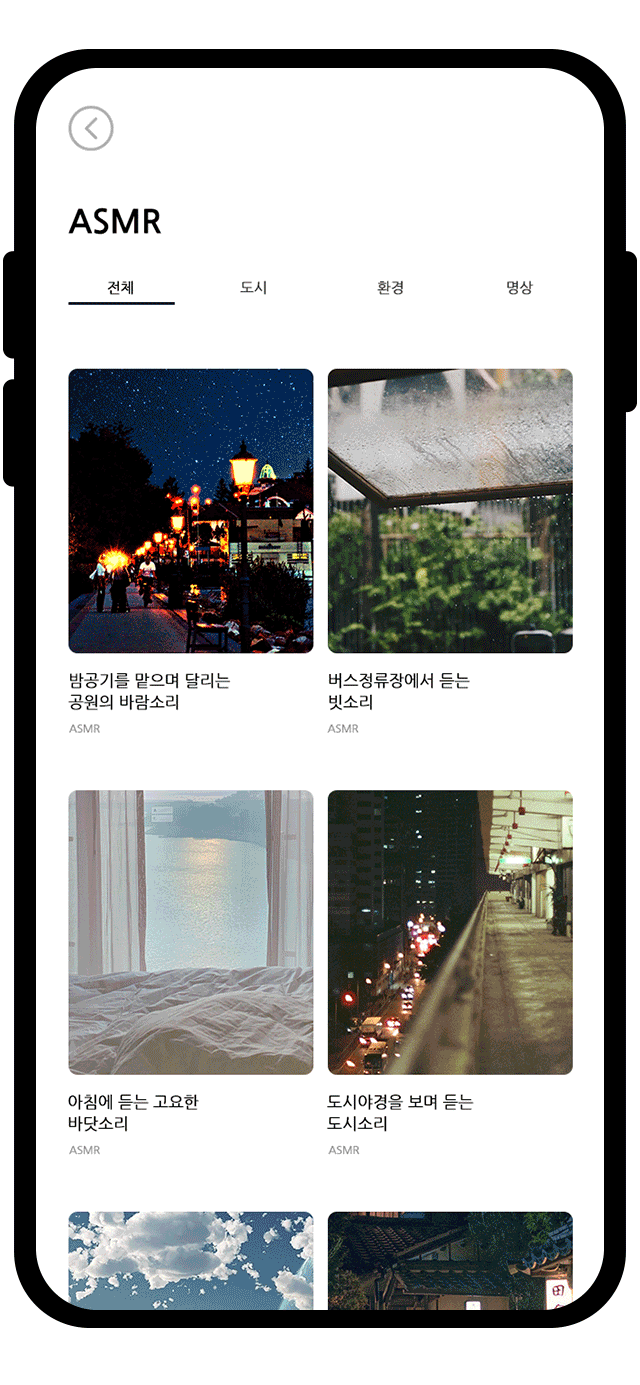 ASMR
전체 도시 환경 명상
밤공기를 맡으며 달리는
공원의 바람소리
ASMR
버스정류장에서 듣는
빗소리
ASMR
아침에 듣는 고요한
바닷소리
ASMR
도시야경을 보며 듣는
도시소리
ASMR
田